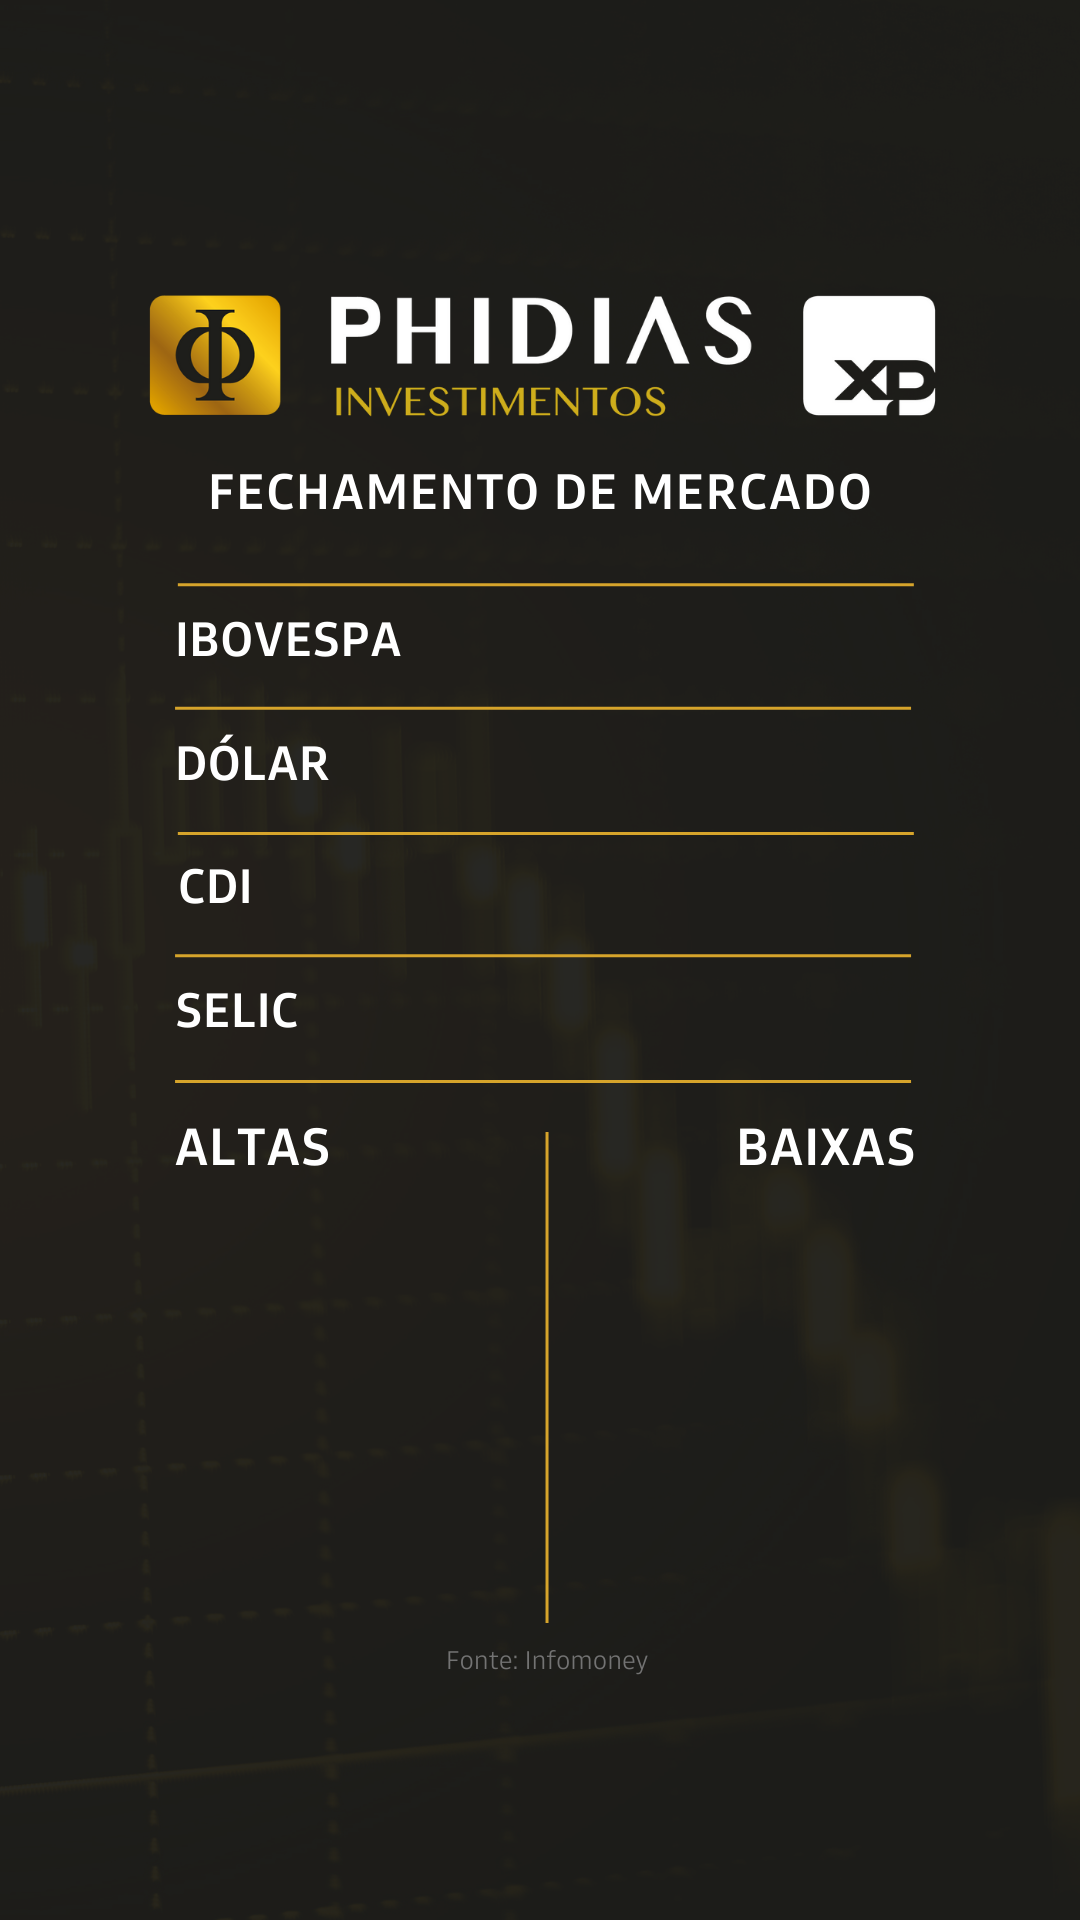 Φ PHIDIAS
INVESTIMENTOS
XP
FECHAMENTO DE MERCADO
IBOVESPA
DÓLAR
CDI
SELIC
ALTAS
BAIXAS
Fonte: Infomoney